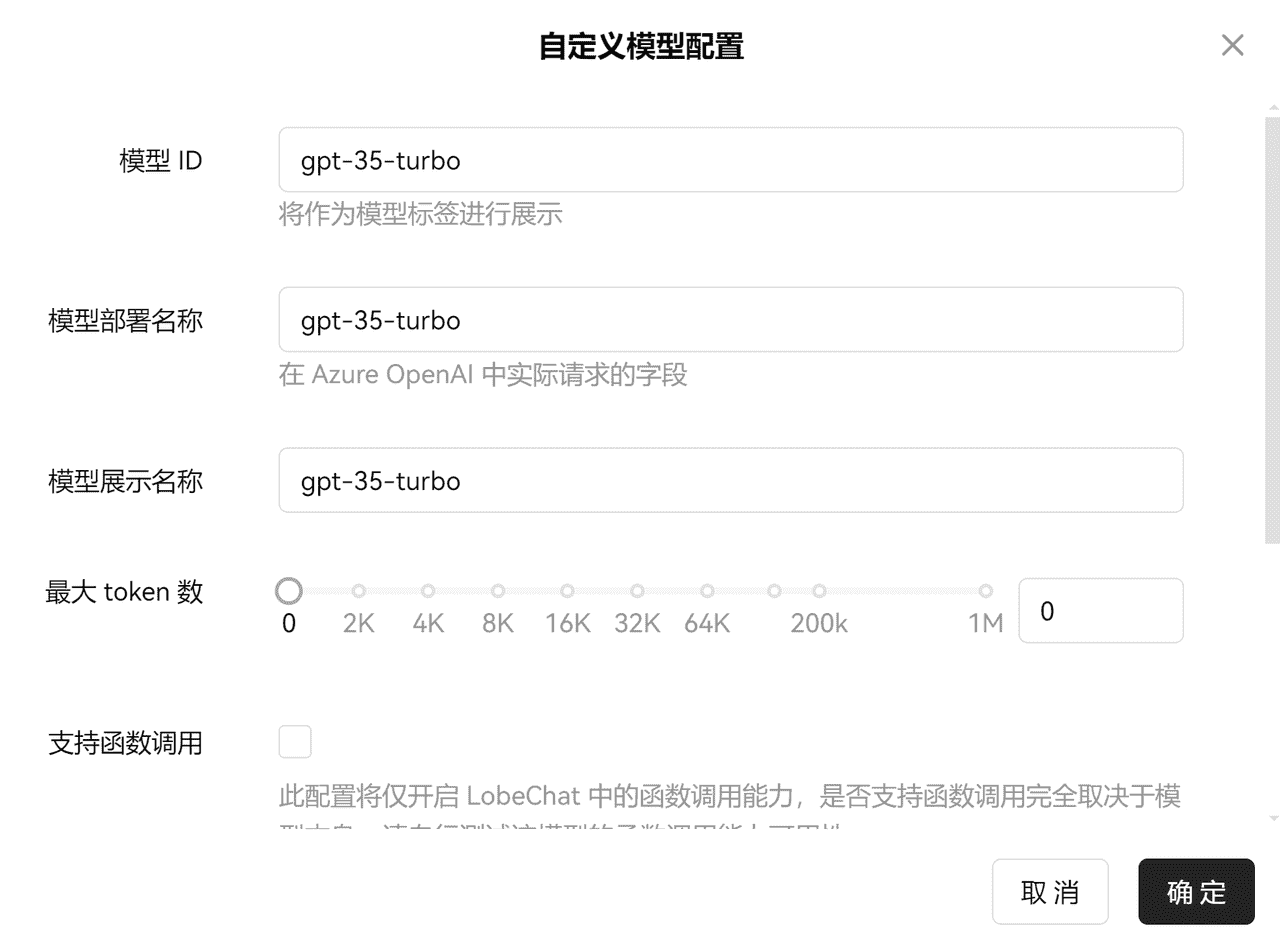 自定义模型配置
模型 ID
gpt-35-turbo
将作为模型标签进行展示
模型部署名称
gpt-35-turbo
在 Azure OpenAI 中实际请求的字段
模型展示名称
gpt-35-turbo
最大 token 数
0 2K 4K 8K 16K 32K 64K 200k 1M
0
支持函数调用
此配置将仅开启 LobeChat 中的函数调用能力，是否支持函数调用完全取决于模
取 消
确 定